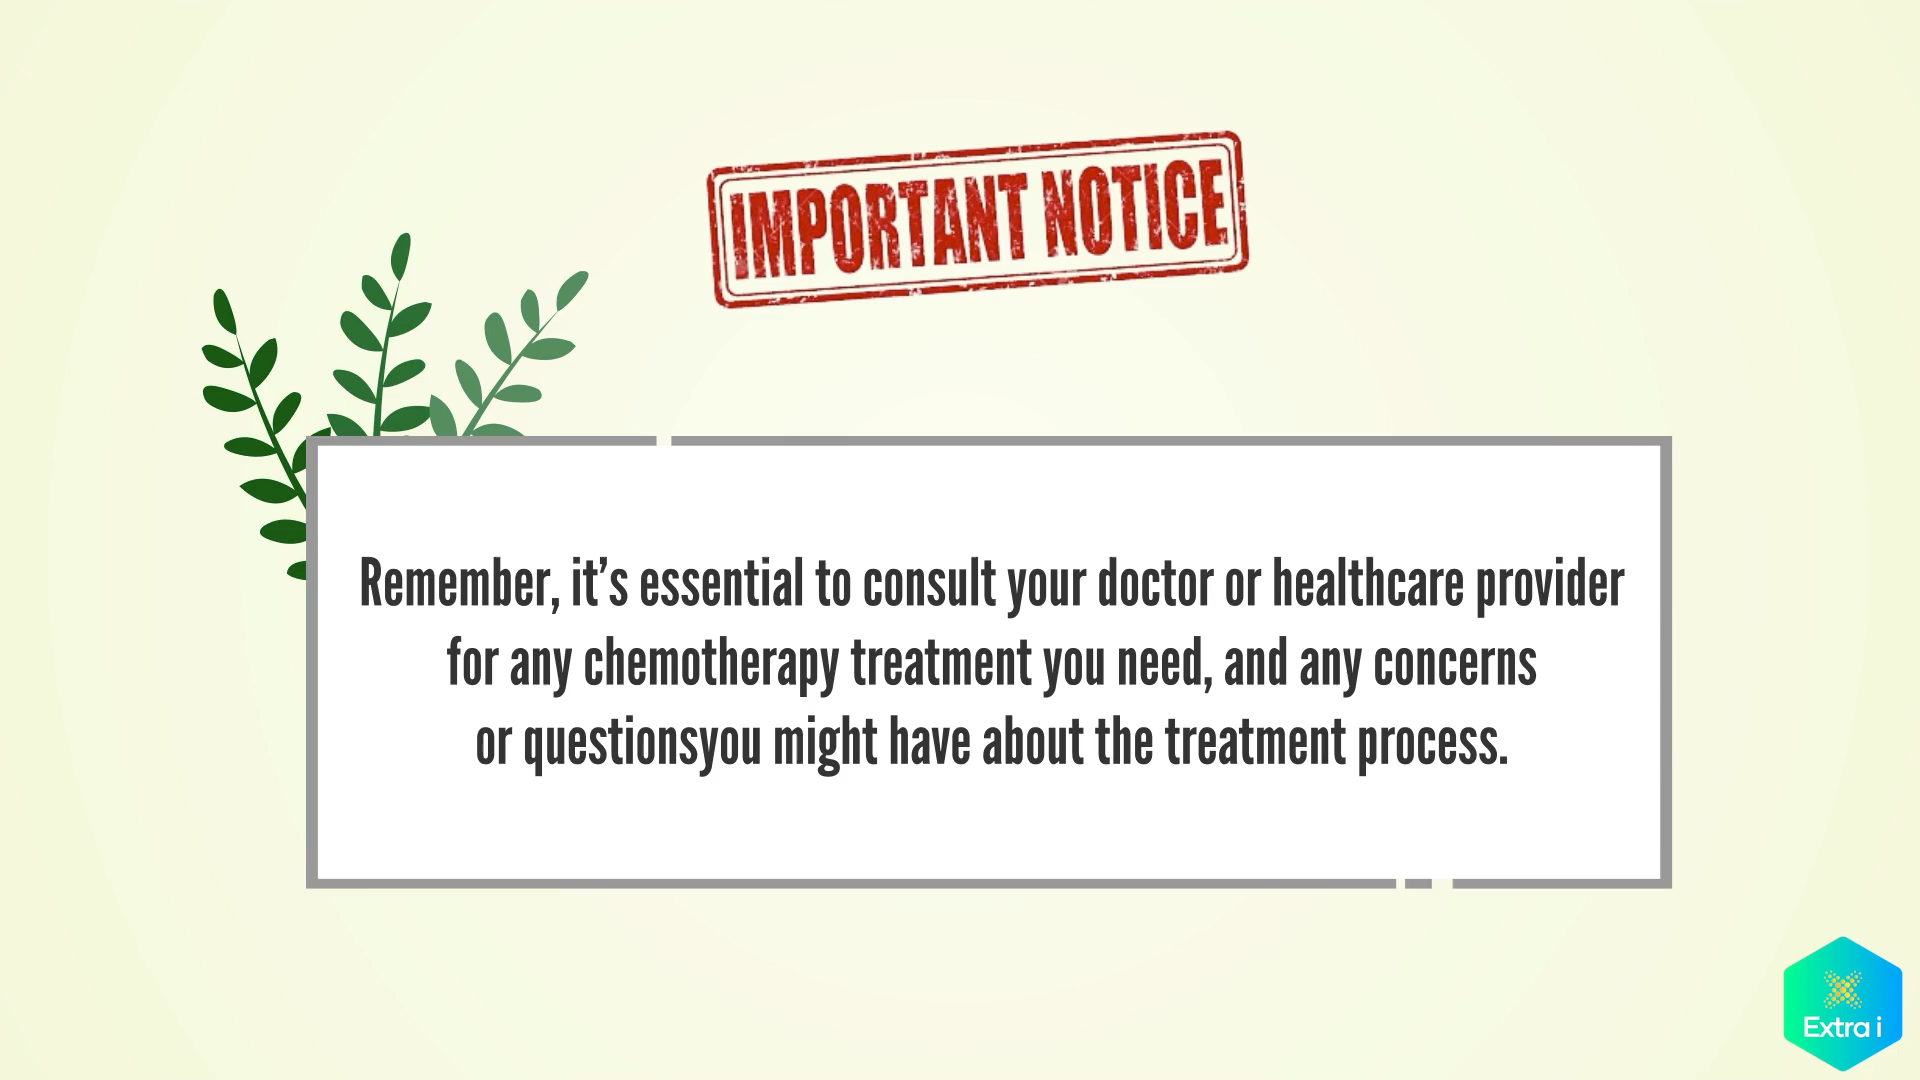 IMPORTANT NOTICE
Remember, it’s essential to consult your doctor or healthcare provider
for any chemotherapy treatment you need, and any concerns
or questionsyou might have about the treatment process.
Extra i